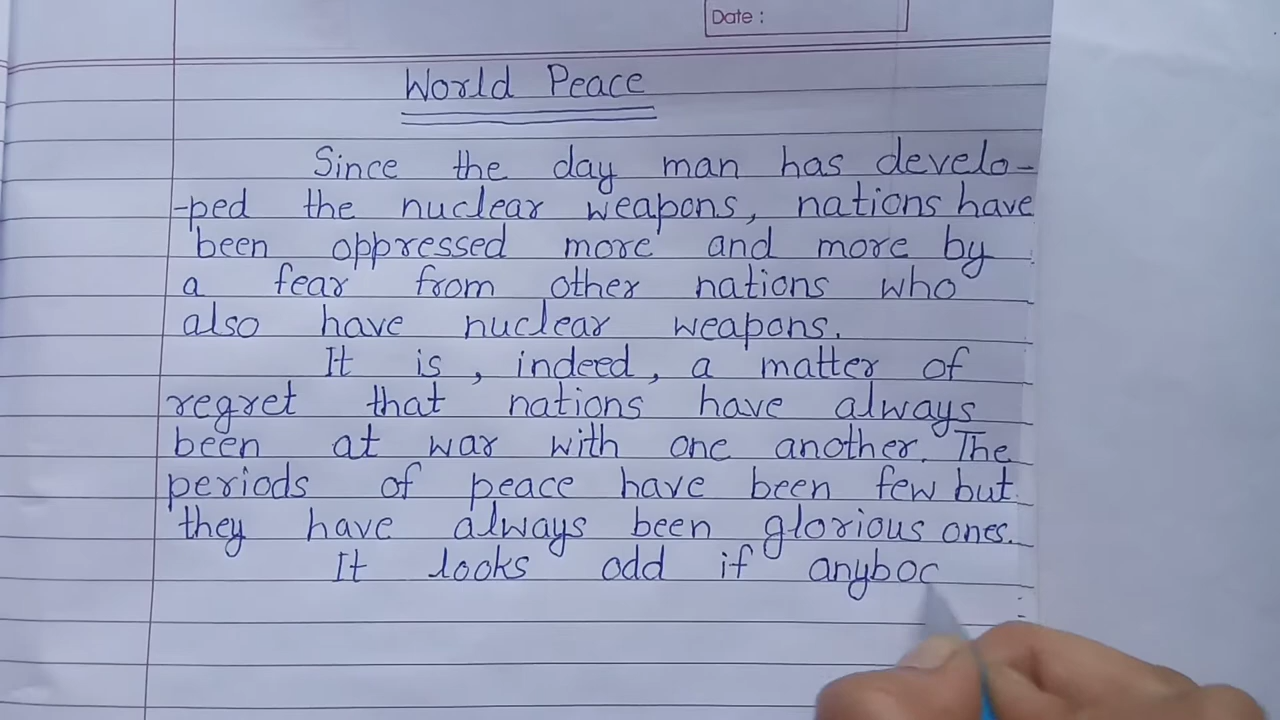 Date :
World Peace
Since the day man has develo-
-ped the nuclear weapons, nations have
been oppressed more and more by
a fear from other nations who
also have nuclear weapons.
It is, indeed, a matter of
regret that nations have always
been at war with one another. The
periods of peace have been few but
they have always been glorious ones.
It looks odd if anyboc